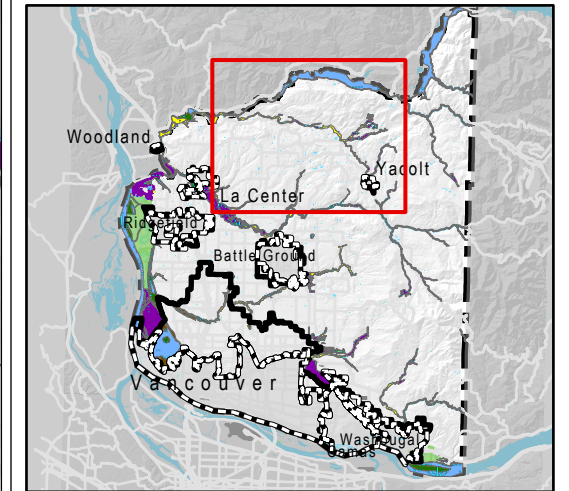 Woodland
Yacolt
La Center
Ridgefield
Battle Ground
Vancouver
Washougal
Camas